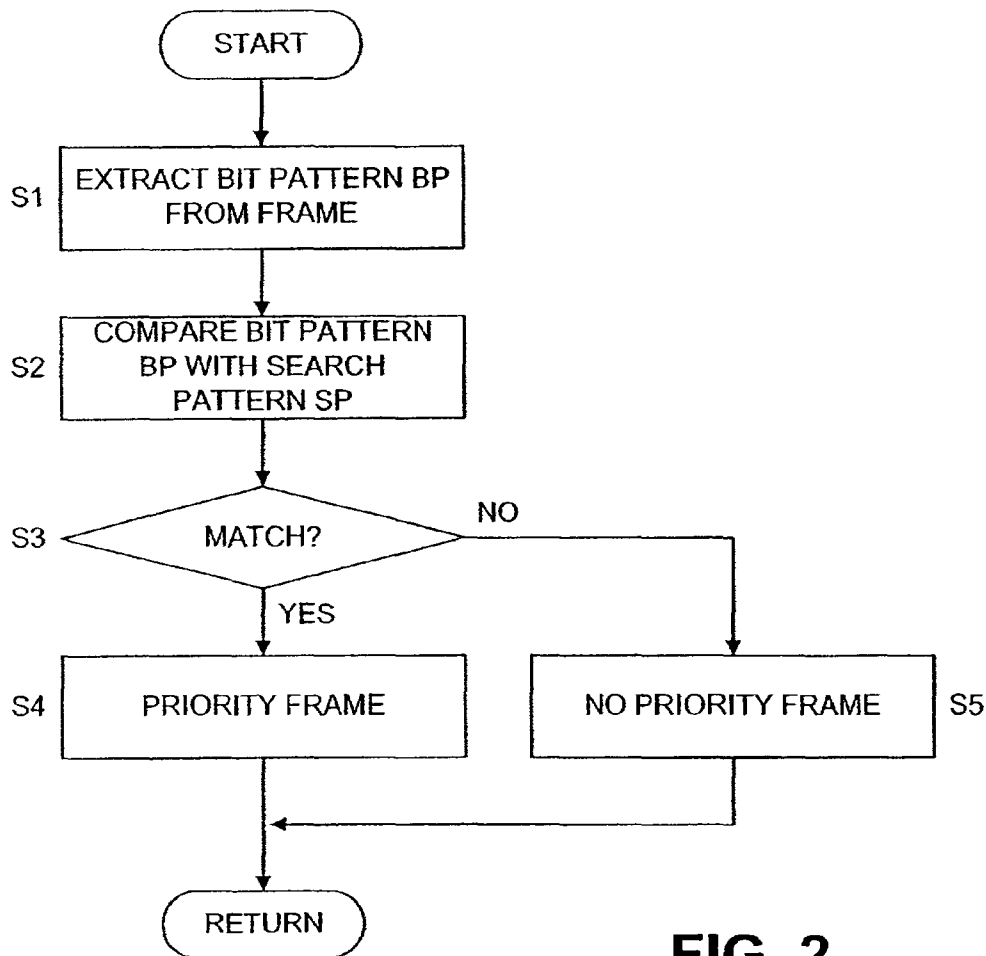 START
S1
EXTRACT BIT PATTERN BP
FROM FRAME
S2
COMPARE BIT PATTERN
BP WITH SEARCH
PATTERN SP
S3
MATCH?
NO
YES
S4
PRIORITY FRAME
NO PRIORITY FRAME
S5
RETURN
FIG. 2